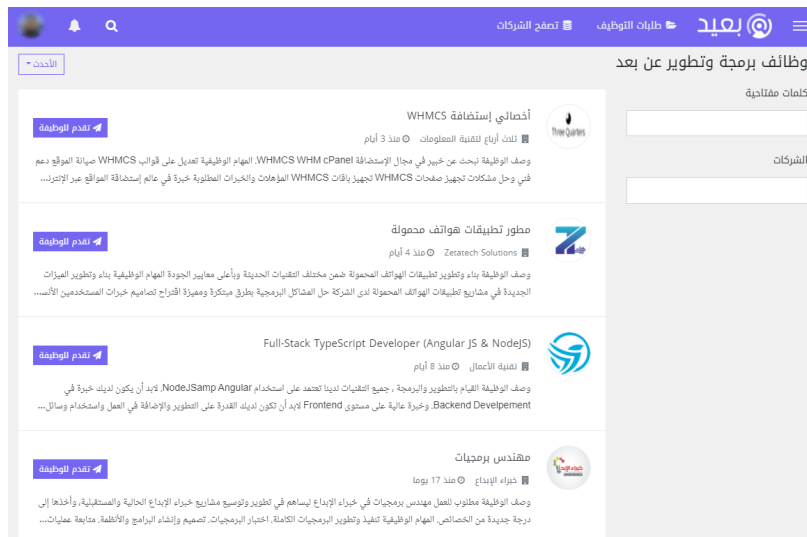 بعيد
طلبات التوظيف
تصفح الشركات
وظائف برمجة وتطوير عن بعد
الأحدث
كلمات مفتاحية
الشركات
Three Quarters
أخصائي إستضافة WHMCS
ثلاث أرباع لتقنية المعلومات منذ 3 أيام
تقدم للوظيفة
وصف الوظيفة نبحث عن خبير في مجال الإستضافة WHMCS WHM cPanel. المهام الوظيفية تعديل على قوالب WHMCS صيانة الموقع دعم
فني وحل مشكلات تجهيز صفحات WHMCS تجهيز باقات WHMCS المؤهلات والخبرات المطلوبة خبرة في عالم إستضافة المواقع عبر الإنترنـ...
مطور تطبيقات هواتف محمولة
Zetatech Solutions منذ 4 أيام
تقدم للوظيفة
وصف الوظيفة بناء وتطوير تطبيقات الهواتف المحمولة ضمن مختلف التقنيات الحديثة وبأعلى معايير الجودة المهام الوظيفية بناء وتطوير الميزات
الجديدة في مشاريع تطبيقات الهواتف المحمولة لدى الشركة حل المشاكل البرمجية بطرق مبتكرة ومميزة اقتراح تصاميم خبرات المستخدمين الأنسـ...
Full-Stack TypeScript Developer (Angular JS & NodeJS)
تقنية الأعمال منذ 8 أيام
تقدم للوظيفة
وصف الوظيفة القيام بالتطوير والبرمجة ، جميع التقنيات لدينا تعتمد على استخدام NodeJSamp Angular. لابد أن يكون لديك خبرة في
Backend Develpement. وخبرة عالية على مستوى Frontend لابد أن تكون لديك القدرة على التطوير والإضافة في العمل واستخدام وسائل...
خبراء الإبداع
مهندس برمجيات
خبراء الإبداع منذ 17 يوما
تقدم للوظيفة
وصف الوظيفة مطلوب للعمل مهندس برمجيات في خبراء الإبداع ليساهم في تطوير وتوسيع مشاريع خبراء الإبداع الحالية والمستقبلية، وأخذها إلى
درجة جديدة من الخصائص. المهام الوظيفية تنفيذ وتطوير البرمجيات الكاملة. اختبار البرمجيات. تصميم وإنشاء البرامج والأنظمة. متابعة عمليات...